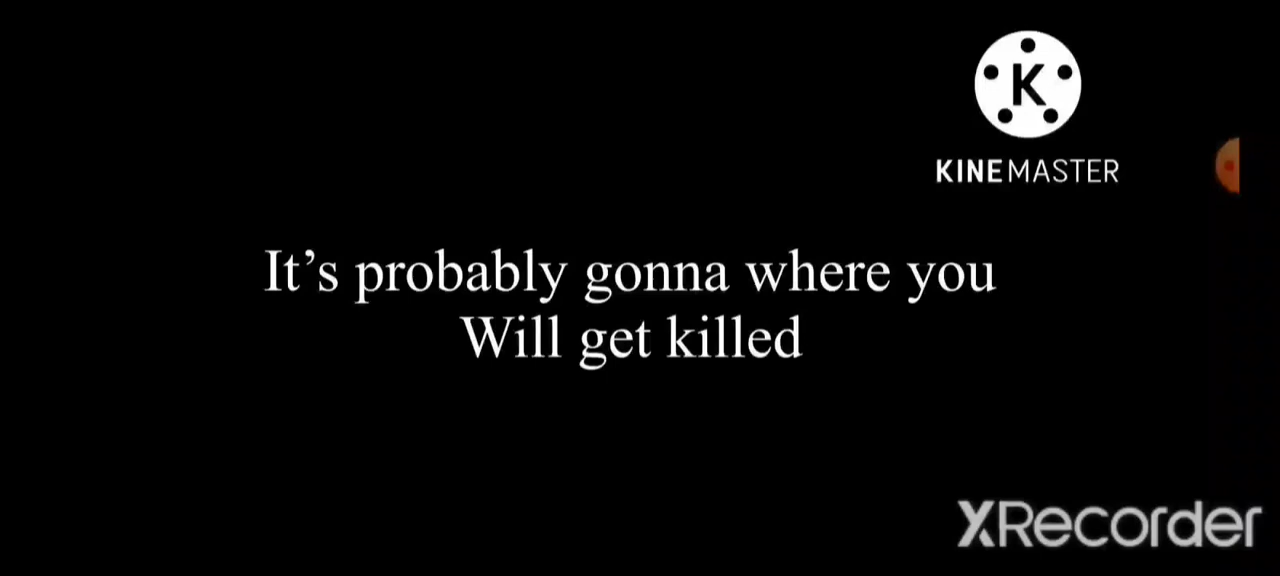 K
KINEMASTER
It’s probably gonna where you
Will get killed
XRecorder